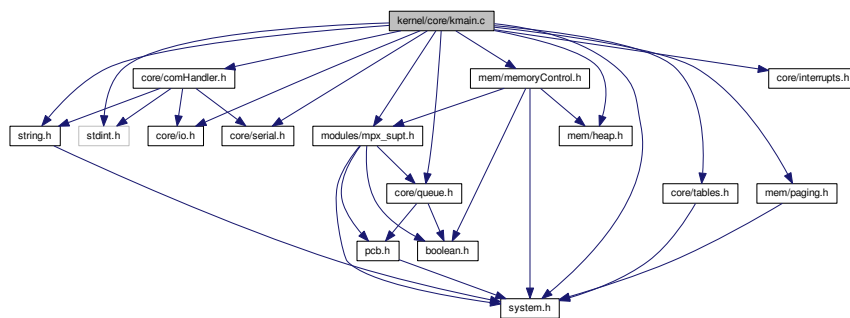 kernel/core/kmain.c
core/comHandler.h
mem/memoryControl.h
core/interrupts.h
string.h
stdint.h
core/io.h
core/serial.h
modules/mpx_supt.h
mem/heap.h
core/queue.h
core/tables.h
mem/paging.h
pcb.h
boolean.h
system.h